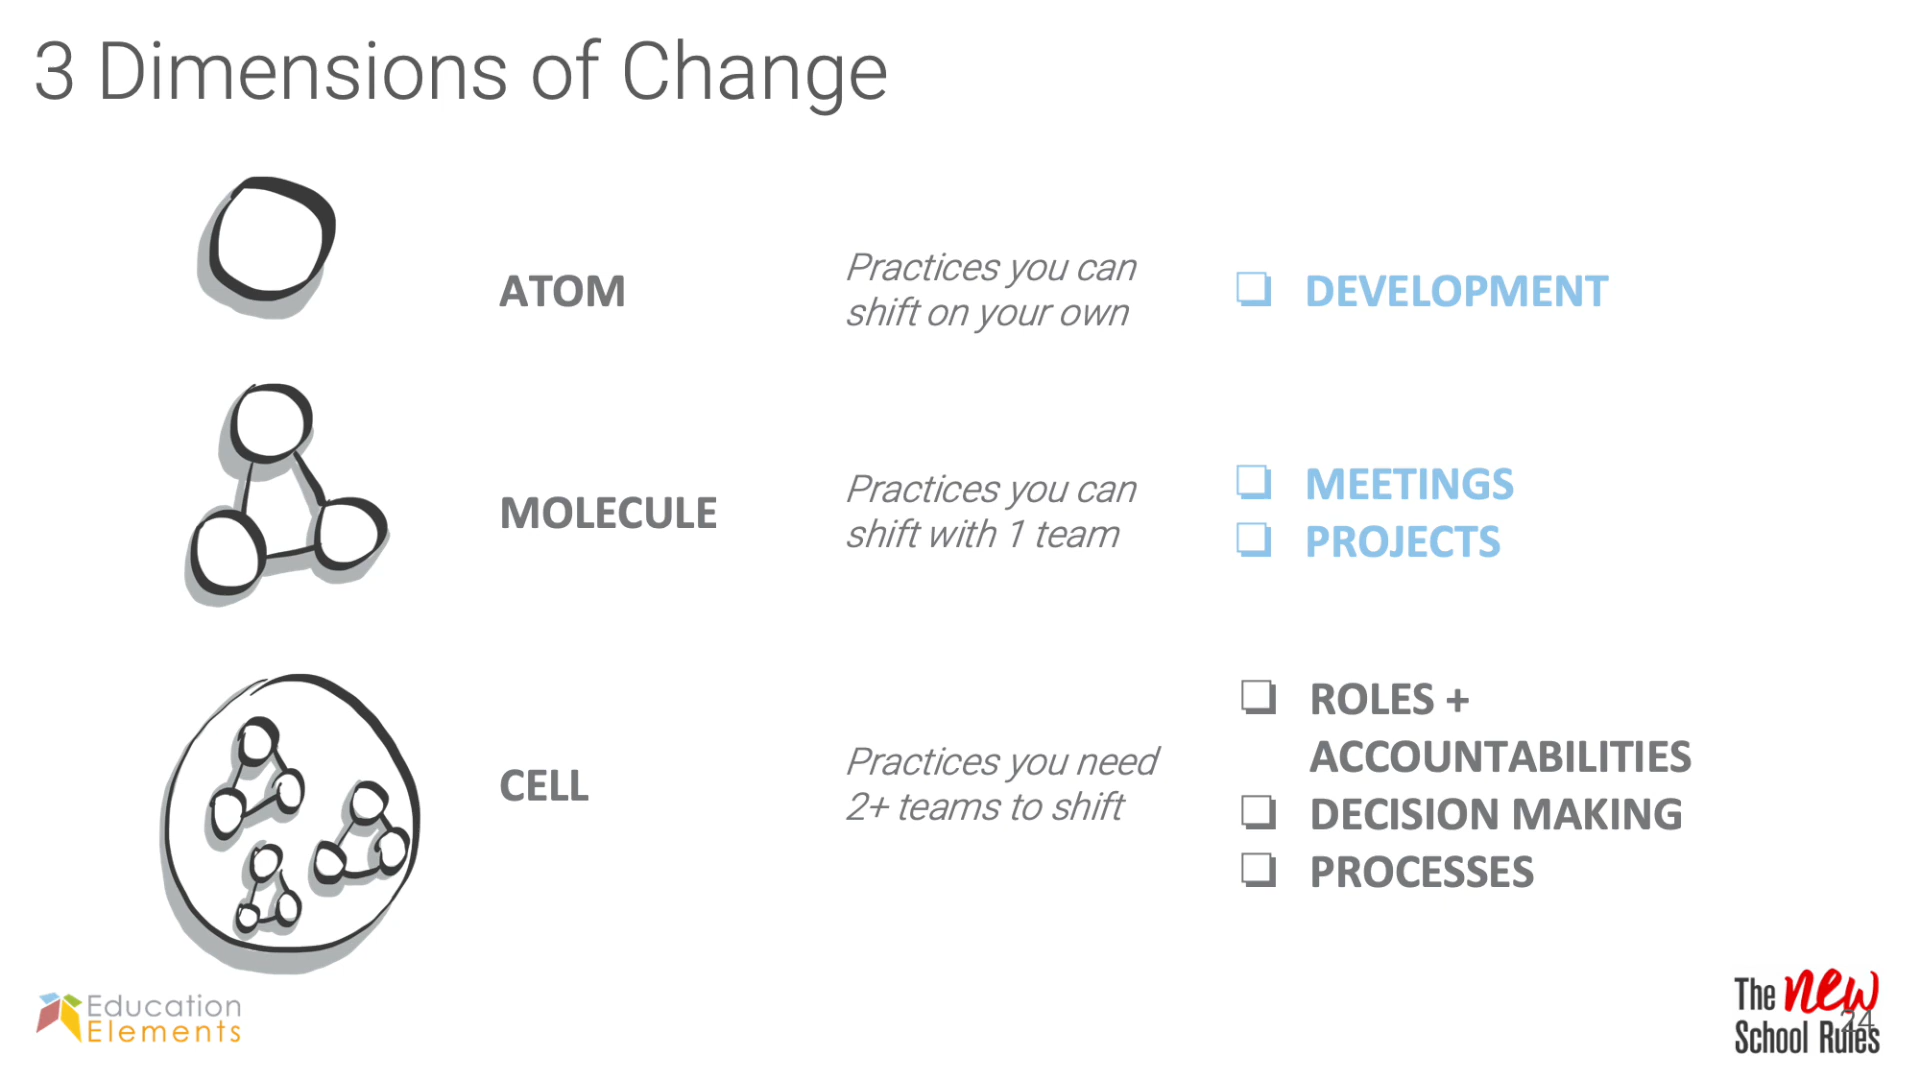 3 Dimensions of Change
ATOM
Practices you can
shift on your own
❏ DEVELOPMENT
MOLECULE
Practices you can
shift with 1 team
❏ MEETINGS
❏ PROJECTS
CELL
Practices you need
2+ teams to shift
❏ ROLES +
ACCOUNTABILITIES
❏ DECISION MAKING
❏ PROCESSES
Education
Elements
The new
School Rules
24